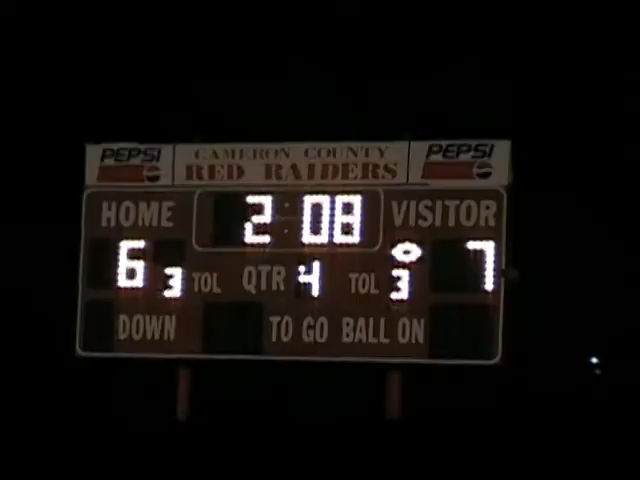 PEPSI CAMERON COUNTY PEPSI
RED RAIDERS
HOME 2:08 VISITOR
6 3 TOL QTR 4 TOL 3 7
DOWN TO GO BALL ON